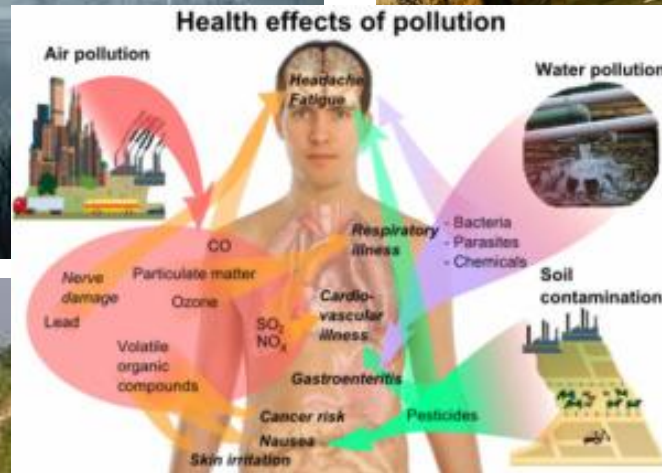 Health effects of pollution
Air pollution
Water pollution
Headache
Fatigue
CO
Respiratory
illness
- Bacteria
- Parasites
- Chemicals
Nerve
damage
Particulate matter
Ozone
Lead
Soil
contamination
Cardio-
vascular
illness
SO₂
NOₓ
Volatile
organic
compounds
Gastroenteritis
Pesticides
Cancer risk
Nausea
Skin irritation